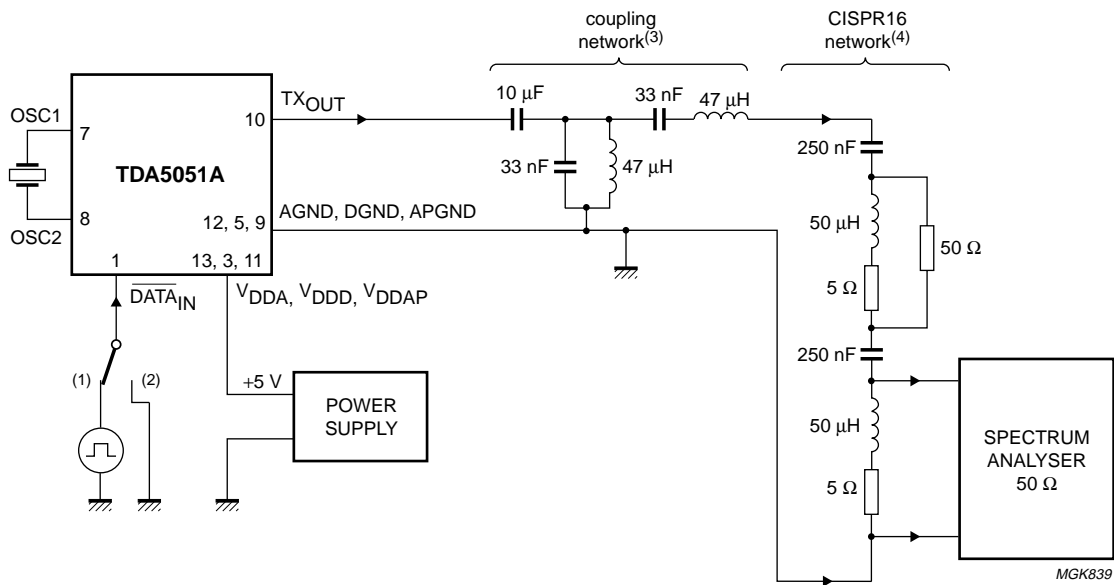 coupling
network(3)
CISPR16
network(4)
OSC1
7
TDA5051A
8
OSC2
10
TXOUT
12, 5, 9
AGND, DGND, APGND
1
13, 3, 11
DATAIN
VDDA, VDDD, VDDAP
10 μF
33 nF
47 μH
33 nF
47 μH
250 nF
50 μH
50 Ω
5 Ω
250 nF
50 μH
5 Ω
(1)
(2)
+5 V
POWER
SUPPLY
SPECTRUM
ANALYSER
50 Ω
MGK839